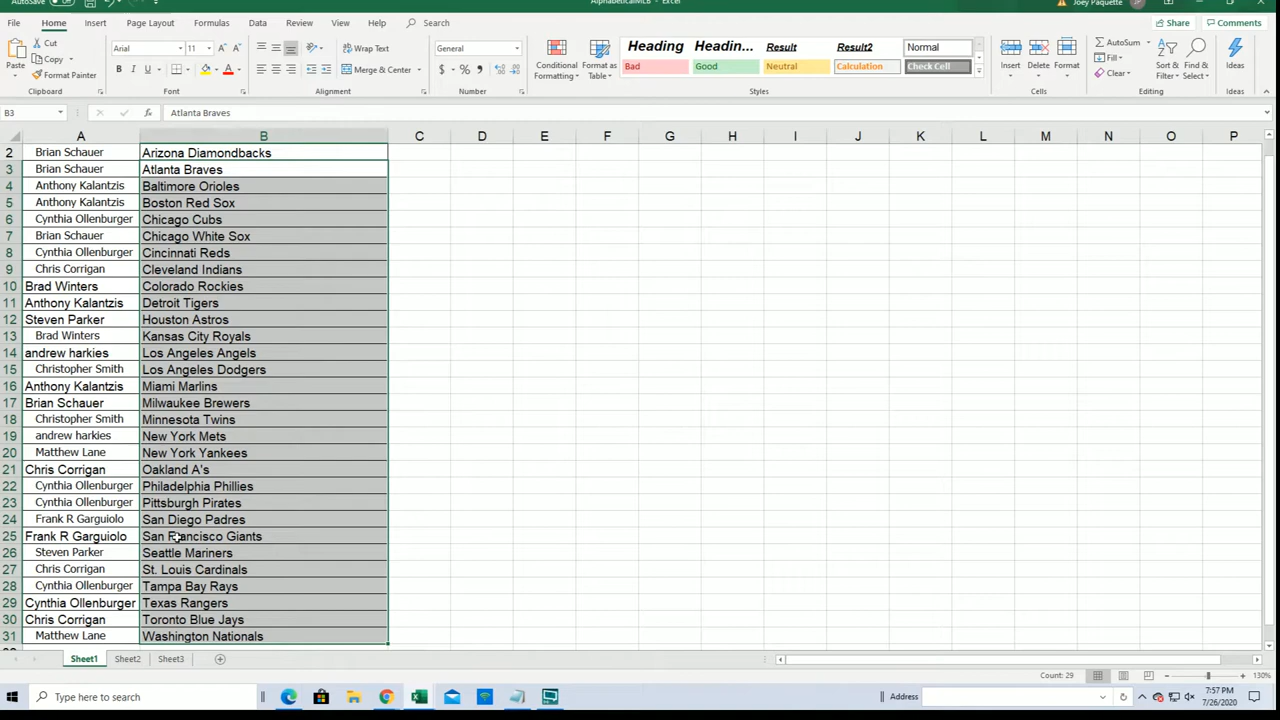 AutoSave Off AlphabeticalMLB - Excel Joey Paquette JP
File Home Insert Page Layout Formulas Data Review View Help Search Share Comments
Paste Cut Copy Format Painter Clipboard
Arial 11 B I U Font
Wrap Text Merge & Center Alignment
General $ % Number
Conditional Formatting Format as Table
Heading Headin... Result Result2 Normal
Bad Good Neutral Calculation Check Cell
Styles
Insert Delete Format Cells
AutoSum Fill Clear Sort & Filter Find & Select Editing
Ideas Ideas
B3 fx Atlanta Braves
A B C D E F G H I J K L M N O P
2 Brian Schauer Arizona Diamondbacks
3 Brian Schauer Atlanta Braves
4 Anthony Kalantzis Baltimore Orioles
5 Anthony Kalantzis Boston Red Sox
6 Cynthia Ollenburger Chicago Cubs
7 Brian Schauer Chicago White Sox
8 Cynthia Ollenburger Cincinnati Reds
9 Chris Corrigan Cleveland Indians
10 Brad Winters Colorado Rockies
11 Anthony Kalantzis Detroit Tigers
12 Steven Parker Houston Astros
13 Brad Winters Kansas City Royals
14 andrew harkies Los Angeles Angels
15 Christopher Smith Los Angeles Dodgers
16 Anthony Kalantzis Miami Marlins
17 Brian Schauer Milwaukee Brewers
18 Christopher Smith Minnesota Twins
19 andrew harkies New York Mets
20 Matthew Lane New York Yankees
21 Chris Corrigan Oakland A's
22 Cynthia Ollenburger Philadelphia Phillies
23 Cynthia Ollenburger Pittsburgh Pirates
24 Frank R Garguiolo San Diego Padres
25 Frank R Garguiolo San Francisco Giants
26 Steven Parker Seattle Mariners
27 Chris Corrigan St. Louis Cardinals
28 Cynthia Ollenburger Tampa Bay Rays
29 Cynthia Ollenburger Texas Rangers
30 Chris Corrigan Toronto Blue Jays
31 Matthew Lane Washington Nationals
Sheet1 Sheet2 Sheet3
Count: 29 130%
Type here to search Address 7:57 PM
7/26/2020